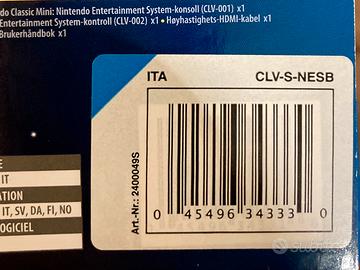 do Classic Mini: Nintendo Entertainment System-konsoll (CLV-001) x1
Entertainment System-kontroll (CLV-002) x1 • Høyhastighets-HDMI-kabel x1
Brukerhåndbok x1
ITA CLV-S-NESB
Art.-Nr.: 2400049S
0 45496 34333 0
E
IT
ATION
IT, SV, DA, FI, NO
OGICIEL
subito